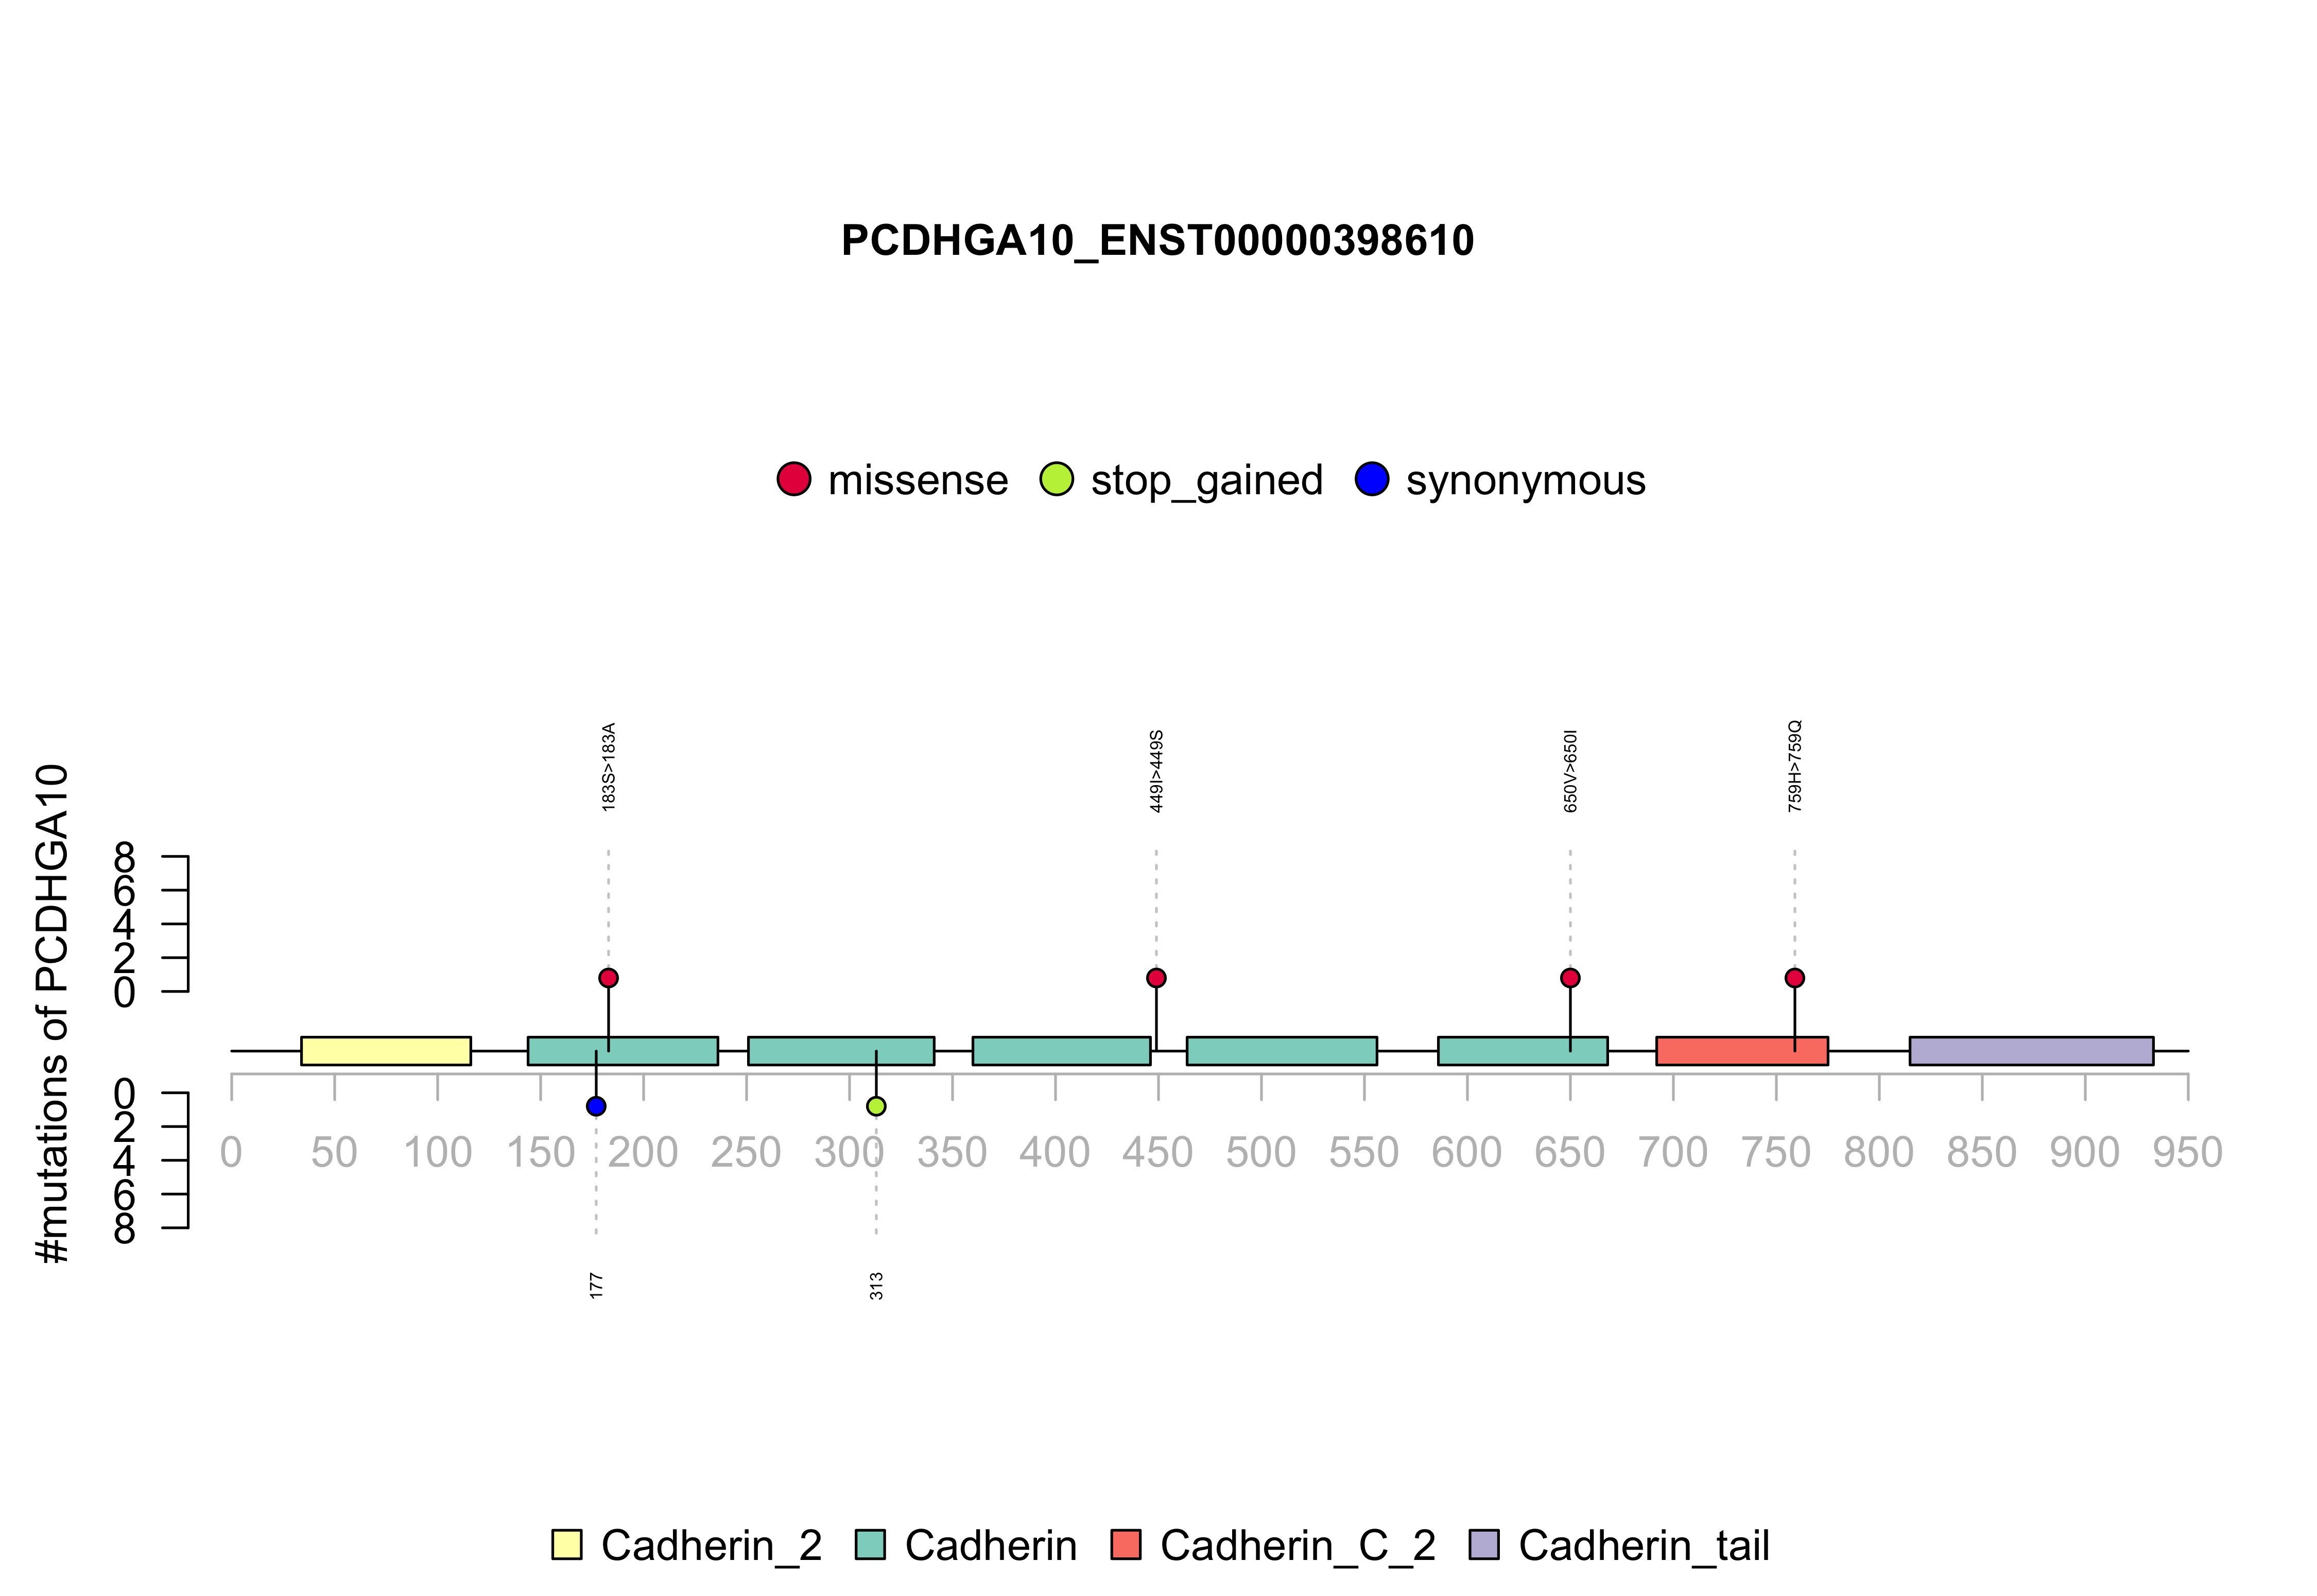 PCDHGA10_ENST00000398610
missense stop_gained synonymous
183S>183A 449I>449S 650V>650I 759H>759Q
#mutations of PCDHGA10
8
6
4
2
0
0
2
4
6
8
0 50 100 150 200 250 300 350 400 450 500 550 600 650 700 750 800 850 900 950
177 313
Cadherin_2 Cadherin Cadherin_C_2 Cadherin_tail